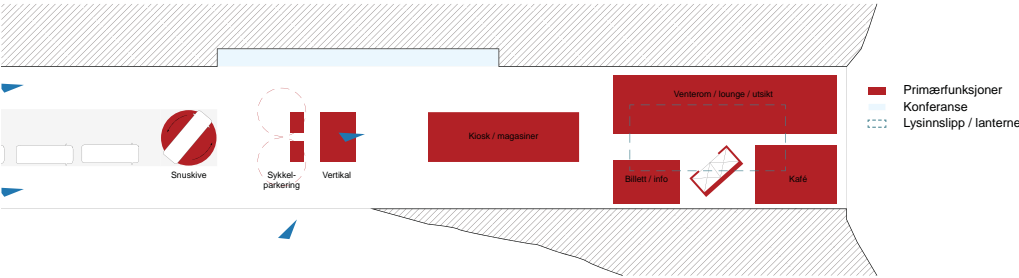 Venterom / lounge / utsikt
Kiosk / magasiner
Snuskive
Sykkel-
parkering
Vertikal
Billett / info
Kafé
Primærfunksjoner
Konferanse
Lysinnslipp / lanterne